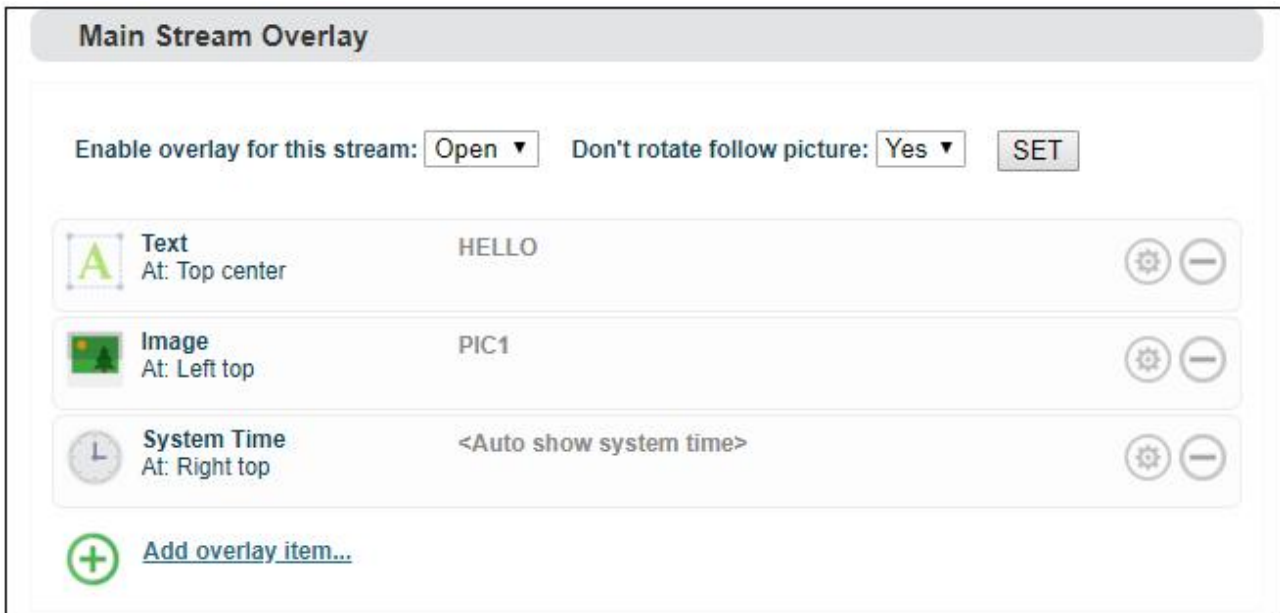 Main Stream Overlay
Enable overlay for this stream: Open ▼ Don't rotate follow picture: Yes ▼ SET
Text HELLO
At: Top center
Image PIC1
At: Left top
System Time <Auto show system time>
At: Right top
Add overlay item...